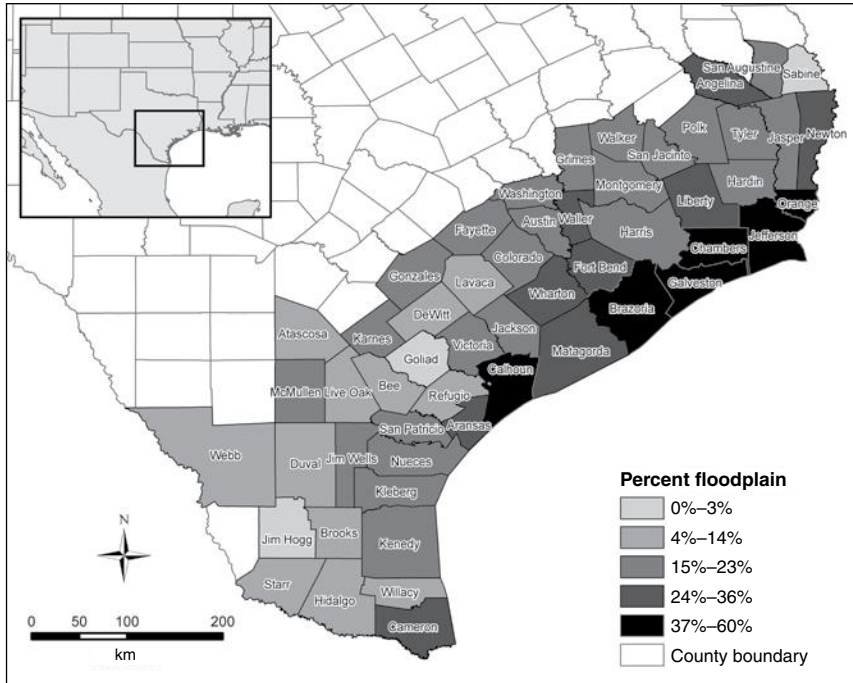 San Augustine
Sabine
Angelina
Polk
Tyler
Jasper
Newton
Walker
San Jacinto
Grimes
Montgomery
Hardin
Liberty
Orange
Washington
Austin
Waller
Harris
Chambers
Jefferson
Fayette
Colorado
Fort Bend
Galveston
Gonzales
Lavaca
Wharton
Brazoria
DeWitt
Atascosa
Karnes
Jackson
Victoria
Matagorda
Goliad
Calhoun
McMullen
Live Oak
Bee
Refugio
San Patricio
Aransas
Webb
Duval
Jim Wells
Nueces
Kleberg
Jim Hogg
Brooks
Kenedy
Starr
Hidalgo
Willacy
Cameron
N
0 50 100 200
km
Percent floodplain
0%–3%
4%–14%
15%–23%
24%–36%
37%–60%
County boundary